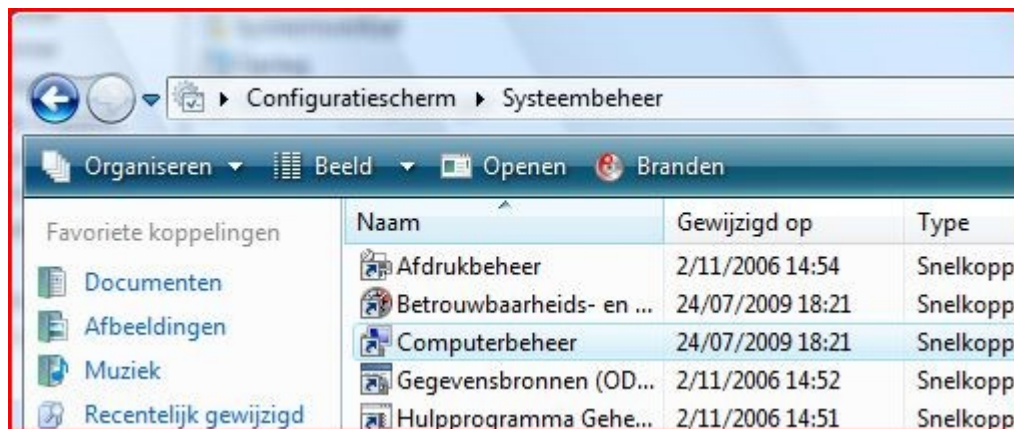 Configuratiescherm Systeembeheer
Organiseren Beeld Openen Branden
Favoriete koppelingen
Documenten
Afbeeldingen
Muziek
Recentelijk gewijzigd
Naam Gewijzigd op Type
Afdrukbeheer 2/11/2006 14:54 Snelkopp
Betrouwbaarheids- en ... 24/07/2009 18:21 Snelkopp
Computerbeheer 24/07/2009 18:21 Snelkopp
Gegevensbronnen (OD... 2/11/2006 14:52 Snelkopp
Hulpprogramma Gehe... 2/11/2006 14:51 Snelkopp